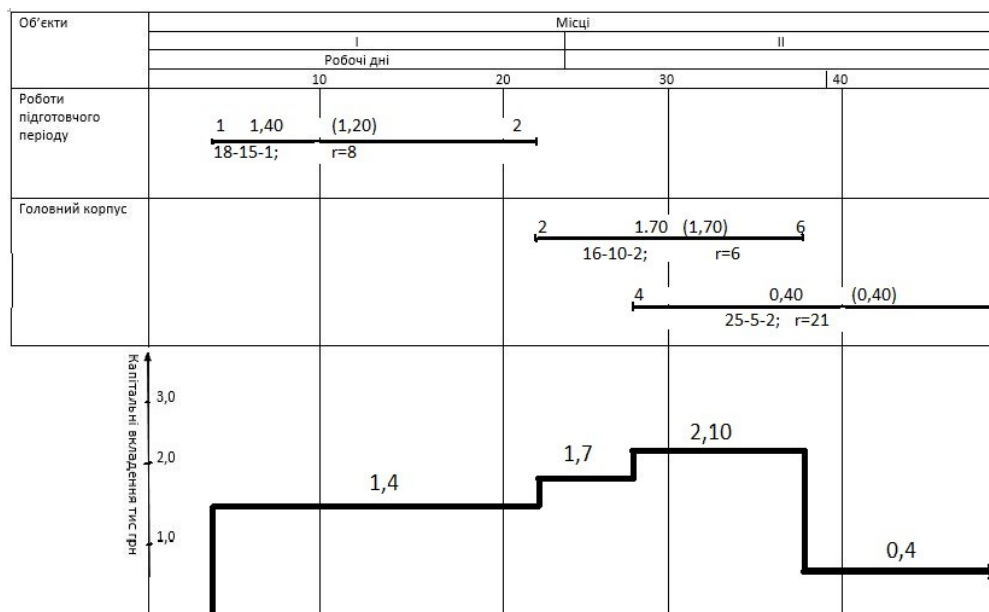 Об'єкти
Місці
I
II
Робочі дні
10
20
30
40
Роботи
підготовчого
періоду
1 1,40 (1,20) 2
18-15-1; r=8
Головний корпус
2 1.70 (1,70) 6
16-10-2; r=6
4 0,40 (0,40)
25-5-2; r=21
Капітальні вкладення тис грн
3,0
2,0
1,0
1,4
1,7
2,10
0,4